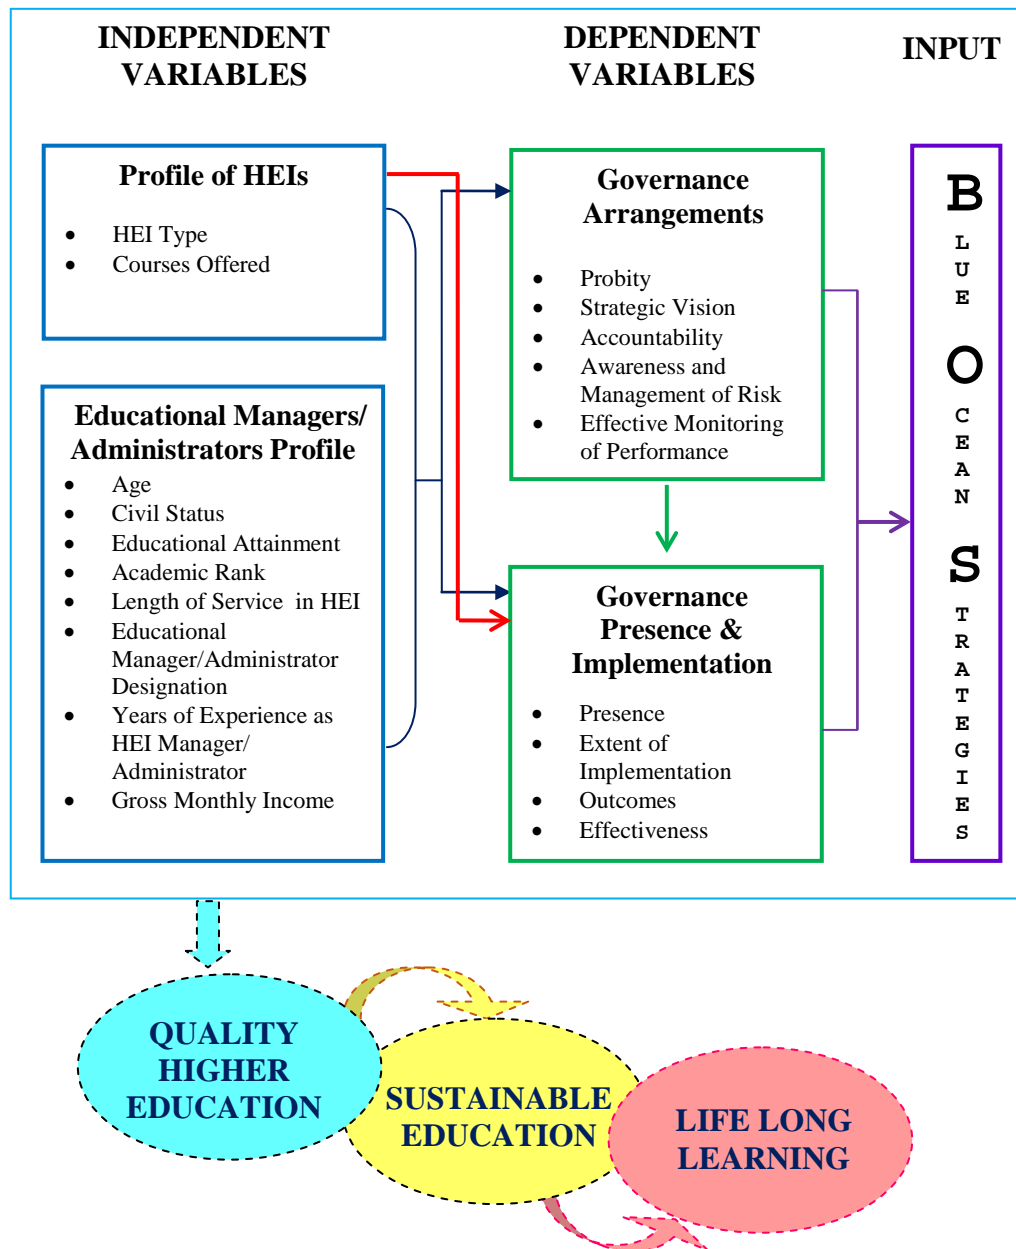 INDEPENDENT
VARIABLES
DEPENDENT
VARIABLES
INPUT
Profile of HEIs
• HEI Type
• Courses Offered
Educational Managers/
Administrators Profile
• Age
• Civil Status
• Educational Attainment
• Academic Rank
• Length of Service in HEI
• Educational
Manager/Administrator
Designation
• Years of Experience as
HEI Manager/
Administrator
• Gross Monthly Income
Governance
Arrangements
• Probity
• Strategic Vision
• Accountability
• Awareness and
Management of Risk
• Effective Monitoring
of Performance
Governance
Presence &
Implementation
• Presence
• Extent of
Implementation
• Outcomes
• Effectiveness
BLUE OCEAN STRATEGIES
QUALITY
HIGHER
EDUCATION
SUSTAINABLE
EDUCATION
LIFE LONG
LEARNING